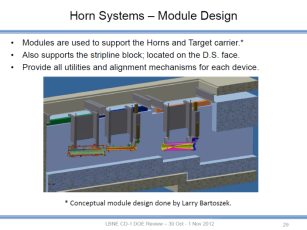 Horn Systems – Module Design
• Modules are used to support the Horns and Target carrier.*
• Also supports the stripline block; located on the D.S. face.
• Provide all utilities and alignment mechanisms for each device.
* Conceptual module design done by Larry Bartoszek.
LBNE CD-1 DOE Review – 30 Oct - 1 Nov 2012
29